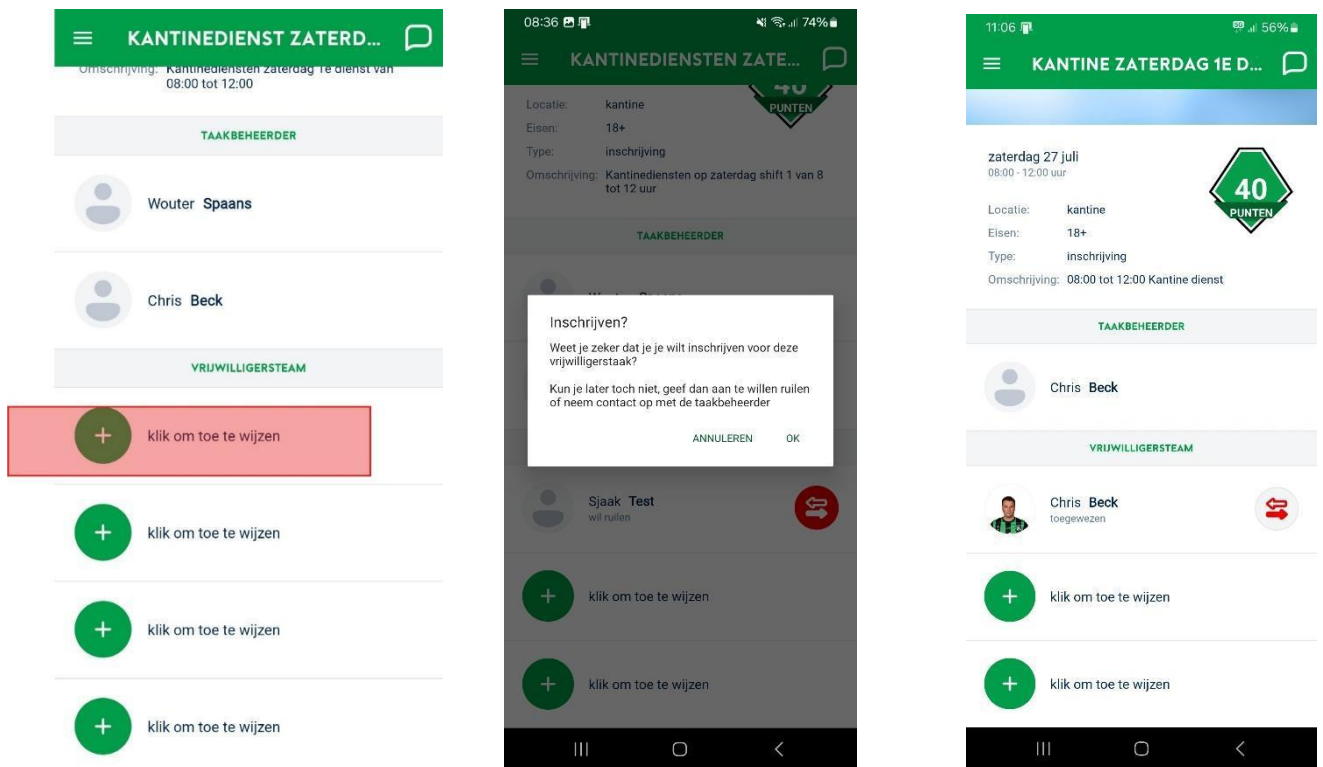 KANTINEDIENST ZATERD...
Omschrijving: Kantinediensten zaterdag 1e dienst van
08:00 tot 12:00
TAAKBEHEERDER
Wouter Spaans
Chris Beck
VRIJWILLIGERSTEAM
klik om toe te wijzen
klik om toe te wijzen
klik om toe te wijzen
klik om toe te wijzen
08:36
74%
KANTINEDIENSTEN ZATE...
40
PUNTEN
Locatie: kantine
Eisen: 18+
Type: inschrijving
Omschrijving: Kantinediensten op zaterdag shift 1 van 8
tot 12 uur
TAAKBEHEERDER
Inschrijven?
Weet je zeker dat je je wilt inschrijven voor deze
vrijwilligerstaak?
Kun je later toch niet, geef dan aan te willen ruilen
of neem contact op met de taakbeheerder
ANNULEREN OK
Sjaak Test
wil ruilen
klik om toe te wijzen
klik om toe te wijzen
11:06
56%
KANTINE ZATERDAG 1E D...
zaterdag 27 juli
08:00 - 12:00 uur
40
PUNTEN
Locatie: kantine
Eisen: 18+
Type: inschrijving
Omschrijving: 08:00 tot 12:00 Kantine dienst
TAAKBEHEERDER
Chris Beck
VRIJWILLIGERSTEAM
Chris Beck
toegewezen
klik om toe te wijzen
klik om toe te wijzen